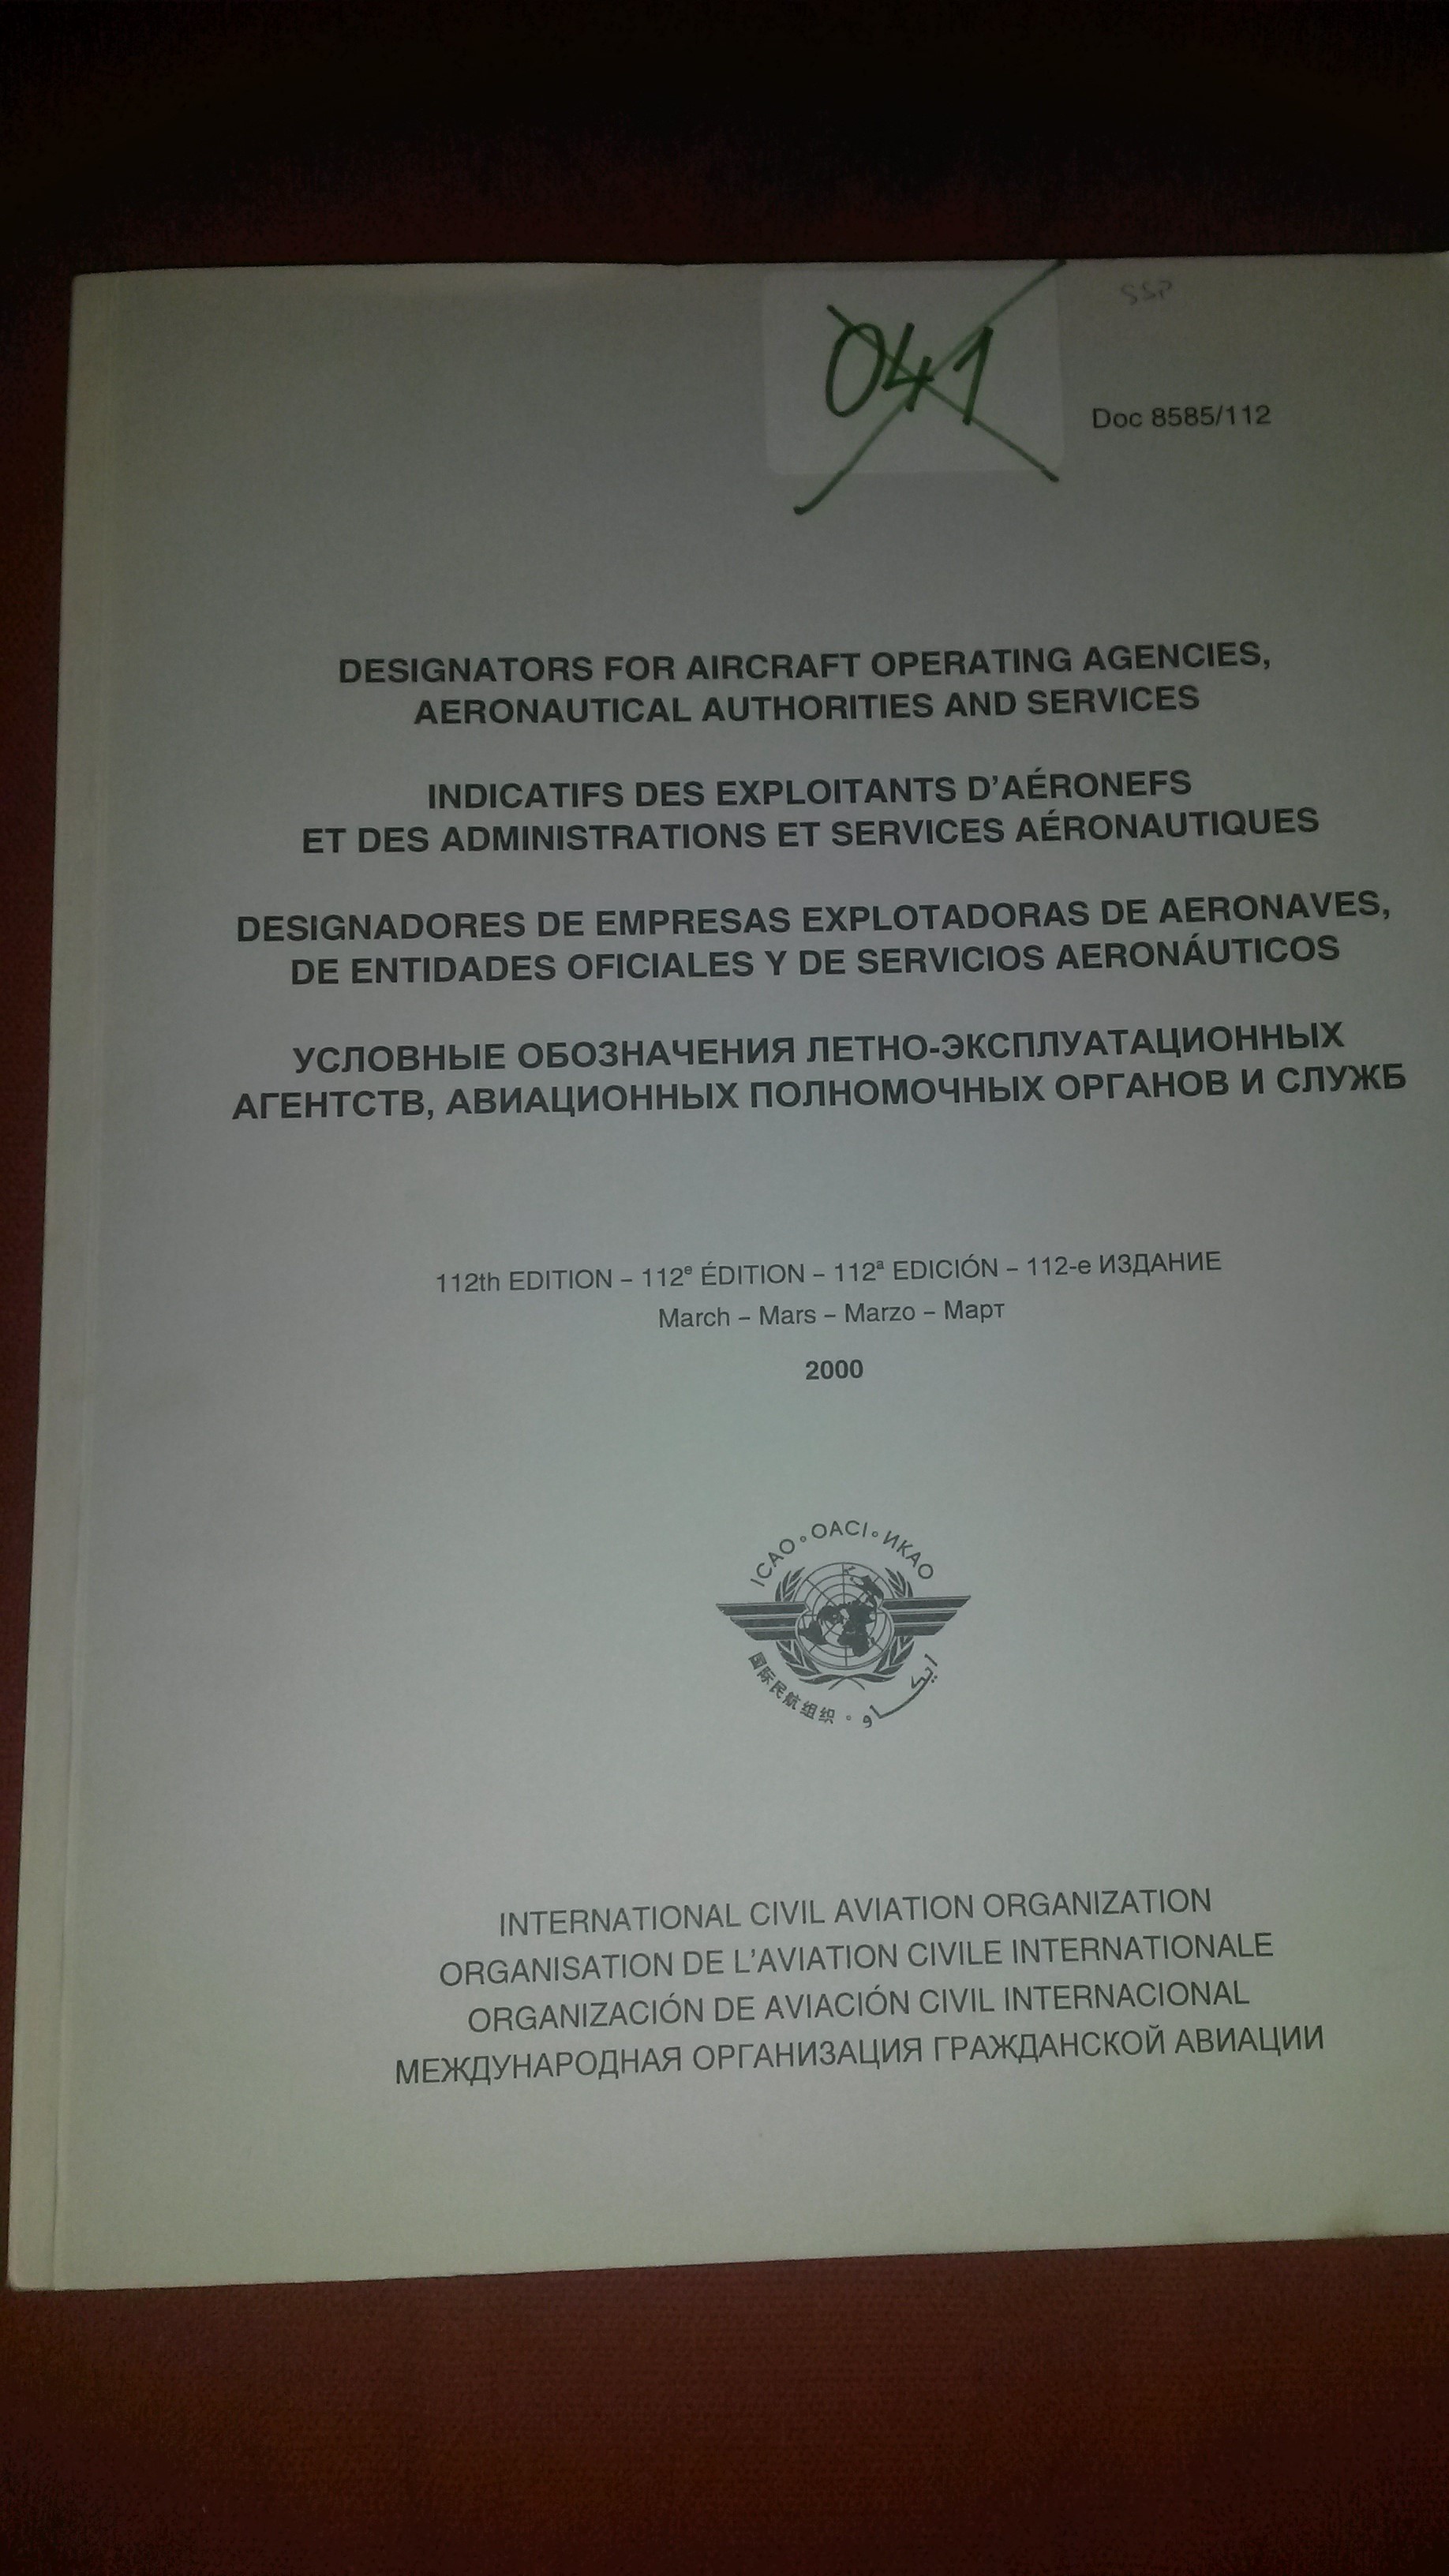 041
SSP
Doc 8585/112
DESIGNATORS FOR AIRCRAFT OPERATING AGENCIES,
AERONAUTICAL AUTHORITIES AND SERVICES
INDICATIFS DES EXPLOITANTS D'AÉRONEFS
ET DES ADMINISTRATIONS ET SERVICES AÉRONAUTIQUES
DESIGNADORES DE EMPRESAS EXPLOTADORAS DE AERONAVES,
DE ENTIDADES OFICIALES Y DE SERVICIOS AERONÁUTICOS
УСЛОВНЫЕ ОБОЗНАЧЕНИЯ ЛЕТНО-ЭКСПЛУАТАЦИОННЫХ
АГЕНТСТВ, АВИАЦИОННЫХ ПОЛНОМОЧНЫХ ОРГАНОВ И СЛУЖБ
112th EDITION – 112ᵉ ÉDITION – 112ª EDICIÓN – 112-е ИЗДАНИЕ
March – Mars – Marzo – Март
2000
ICAO ◦ OACI ◦ ИКАО
国际民航组织 ◦ ايكاو
INTERNATIONAL CIVIL AVIATION ORGANIZATION
ORGANISATION DE L'AVIATION CIVILE INTERNATIONALE
ORGANIZACIÓN DE AVIACIÓN CIVIL INTERNACIONAL
МЕЖДУНАРОДНАЯ ОРГАНИЗАЦИЯ ГРАЖДАНСКОЙ АВИАЦИИ